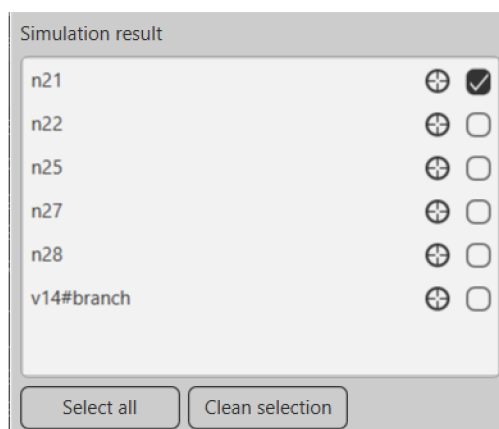 Simulation result
n21
n22
n25
n27
n28
v14#branch
Select all Clean selection